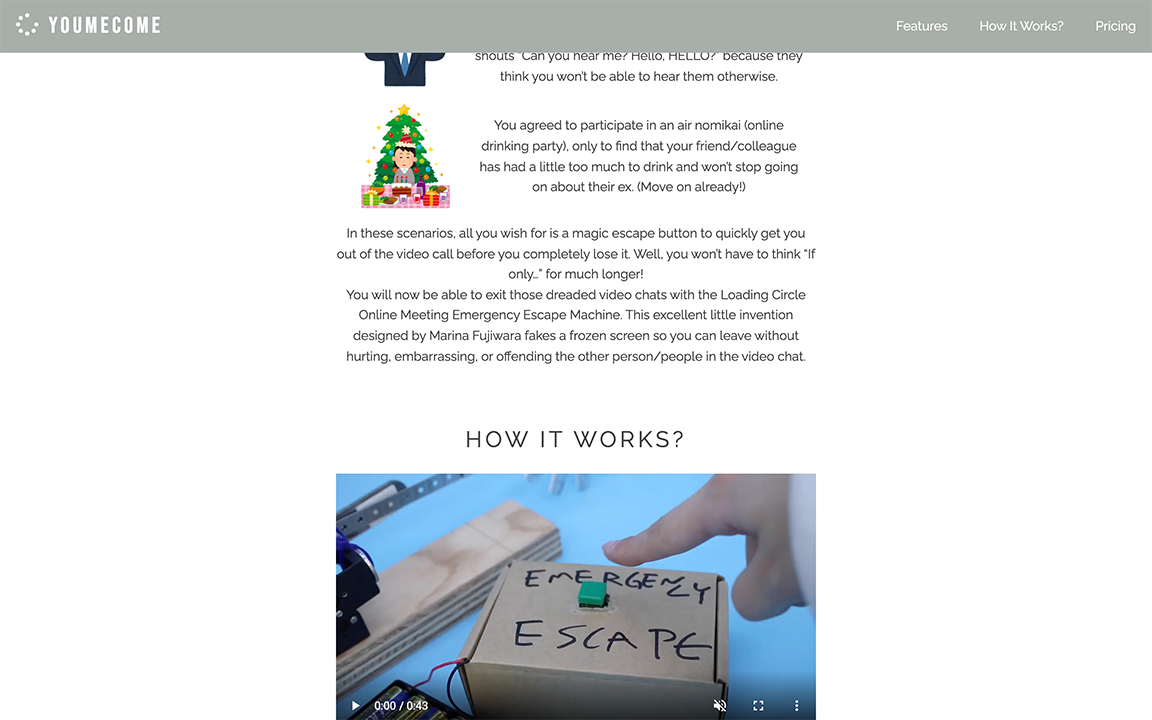 YOUMECOME
Features
How It Works?
Pricing
shouts "Can you hear me? Hello, HELLO?" because they
think you won't be able to hear them otherwise.
You agreed to participate in an air nomikai (online
drinking party), only to find that your friend/colleague
has had a little too much to drink and won't stop going
on about their ex. (Move on already!)
In these scenarios, all you wish for is a magic escape button to quickly get you
out of the video call before you completely lose it. Well, you won't have to think "If
only…" for much longer!
You will now be able to exit those dreaded video chats with the Loading Circle
Online Meeting Emergency Escape Machine. This excellent little invention
designed by Marina Fujiwara fakes a frozen screen so you can leave without
hurting, embarrassing, or offending the other person/people in the video chat.
HOW IT WORKS?
EMERGENCY
ESCAPE
0:00 / 0:43